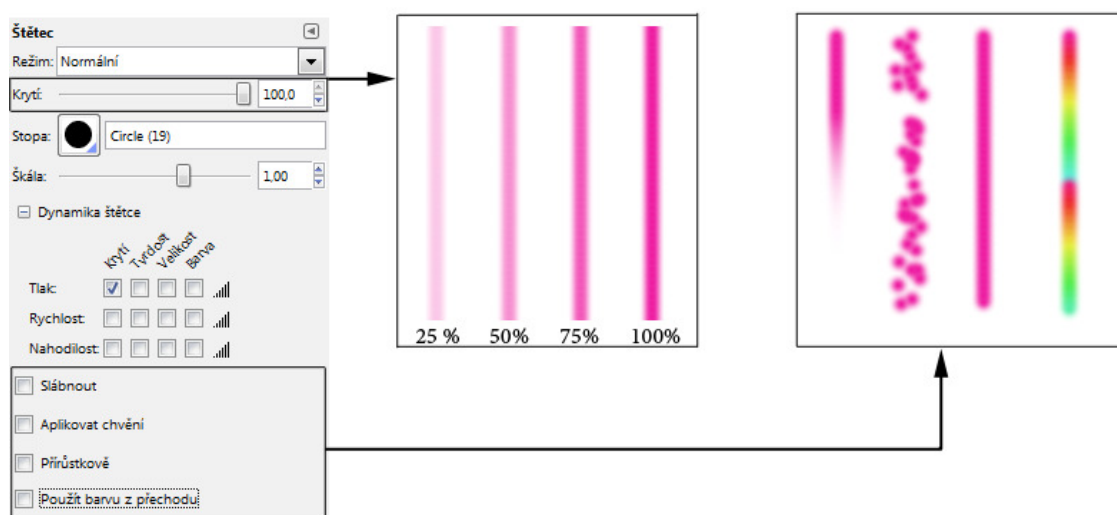 Štětec
Režim: Normální
Krytí: 100,0
Stopa: Circle (19)
Škála: 1,00
Dynamika štětce
Krytí Tvrdost Velikost Barva
Tlak:
Rychlost:
Nahodilost:
Slábnout
Aplikovat chvění
Přírůstkově
Použít barvu z přechodu
25 % 50% 75% 100%